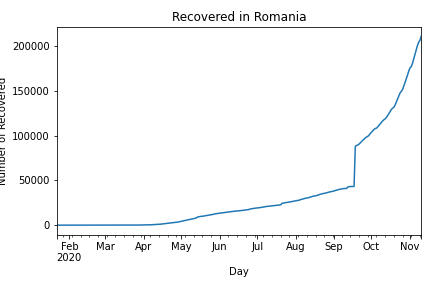 Recovered in Romania
Number of Recovered
200000
150000
100000
50000
0
Feb Mar Apr May Jun Jul Aug Sep Oct Nov
2020
Day